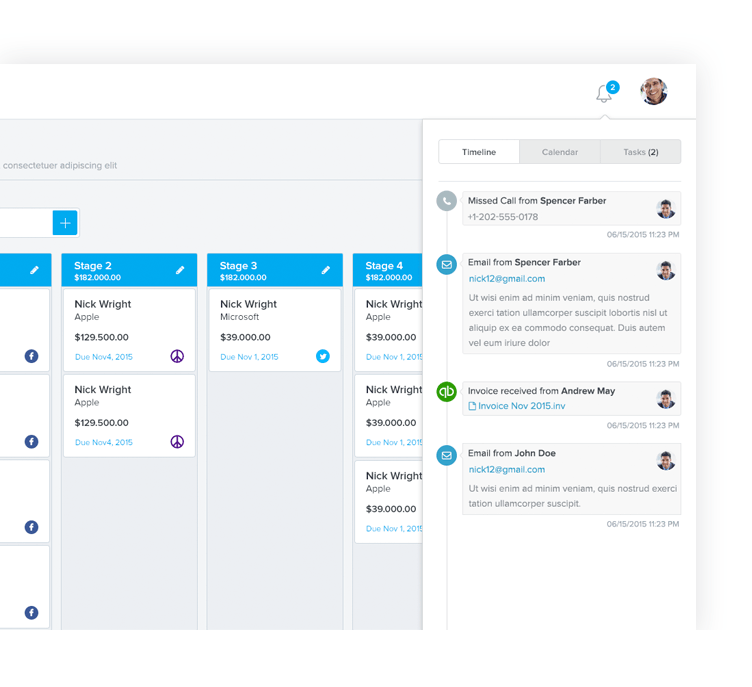 2
consectetuer adipiscing elit
+
Stage 2
$182.000.00
Nick Wright
Apple
$129.500.00
Due Nov4, 2015
Nick Wright
Apple
$129.500.00
Due Nov4, 2015
Stage 3
$182.000.00
Nick Wright
Microsoft
$39.000.00
Due Nov 1, 2015
Stage 4
$182.000.00
Nick Wright
Apple
$39.000.00
Due Nov 1, 2015
Nick Wright
Apple
$39.000.00
Due Nov 1, 2015
Nick Wright
Apple
$39.000.00
Due Nov 1, 2015
Timeline
Calendar
Tasks (2)
Missed Call from Spencer Farber
+1-202-555-0178
06/15/2015 11:23 PM
Email from Spencer Farber
nick12@gmail.com
Ut wisi enim ad minim veniam, quis nostrud
exerci tation ullamcorper suscipit lobortis nisl ut
aliquip ex ea commodo consequat. Duis autem
vel eum iriure dolor
06/15/2015 11:23 PM
qb
Invoice received from Andrew May
Invoice Nov 2015.inv
06/15/2015 11:23 PM
Email from John Doe
nick12@gmail.com
Ut wisi enim ad minim veniam, quis nostrud exerci
tation ullamcorper suscipit.
06/15/2015 11:23 PM